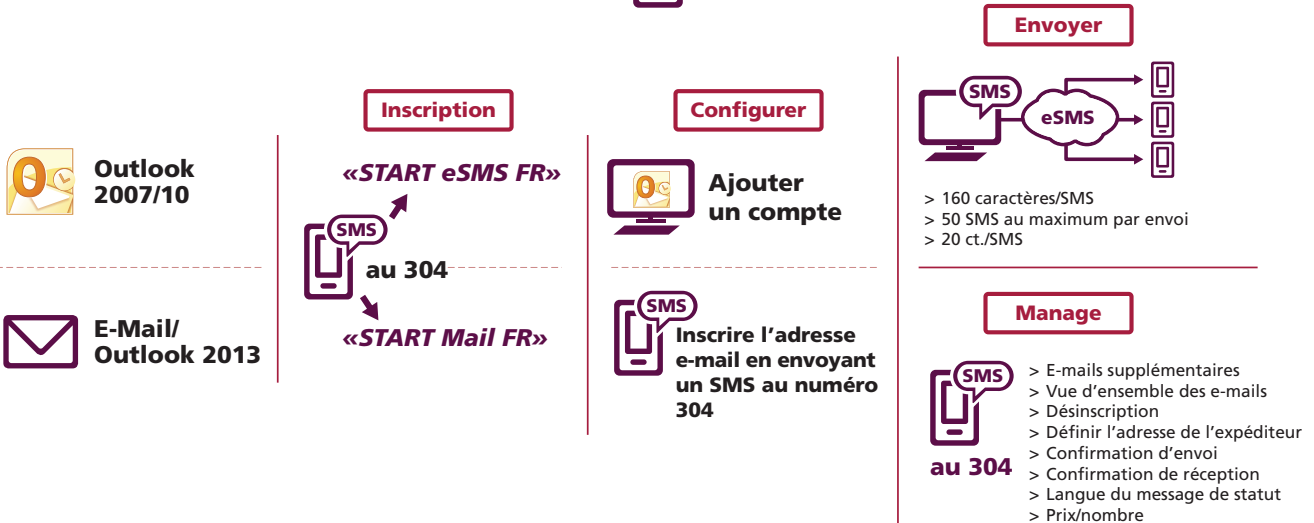 Outlook
2007/10
E-Mail/
Outlook 2013
Inscription
«START eSMS FR»
SMS
au 304
«START Mail FR»
Configurer
Ajouter
un compte
SMS
Inscrire l’adresse
e-mail en envoyant
un SMS au numéro
304
Envoyer
SMS
eSMS
> 160 caractères/SMS
> 50 SMS au maximum par envoi
> 20 ct./SMS
Manage
SMS
au 304
> E-mails supplémentaires
> Vue d’ensemble des e-mails
> Désinscription
> Définir l’adresse de l’expéditeur
> Confirmation d’envoi
> Confirmation de réception
> Langue du message de statut
> Prix/nombre